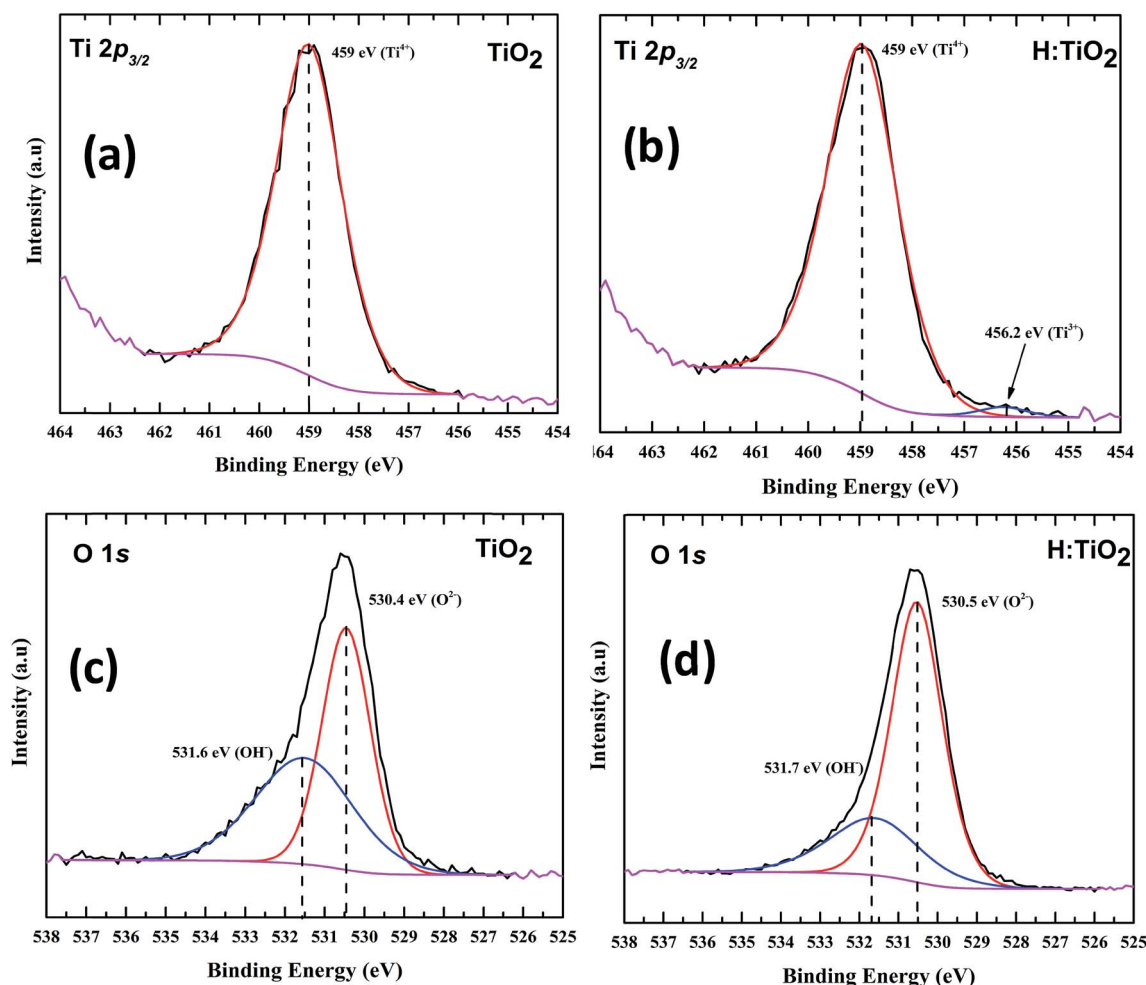 Ti 2p3/2
459 eV (Ti4+)
TiO2
(a)
Intensity (a.u)
464 463 462 461 460 459 458 457 456 455 454
Binding Energy (eV)
Ti 2p3/2
459 eV (Ti4+)
H:TiO2
(b)
456.2 eV (Ti3+)
Intensity (a.u)
464 463 462 461 460 459 458 457 456 455 454
Binding Energy (eV)
O 1s
TiO2
530.4 eV (O2-)
(c)
531.6 eV (OH-)
Intensity (a.u)
538 537 536 535 534 533 532 531 530 529 528 527 526 525
Binding Energy (eV)
O 1s
H:TiO2
530.5 eV (O2-)
(d)
531.7 eV (OH-)
Intensity (a.u)
538 537 536 535 534 533 532 531 530 529 528 527 526 525
Binding Energy (eV)